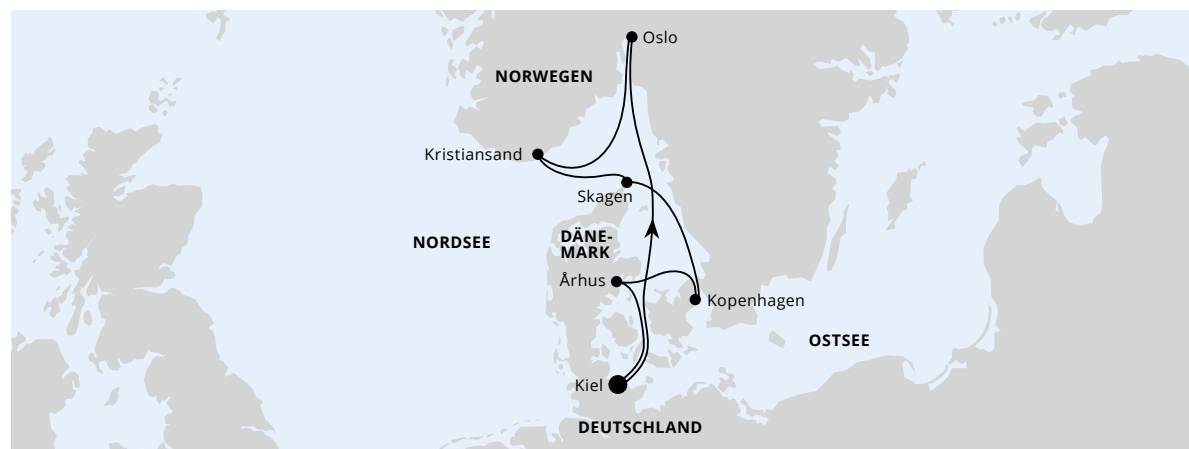 Oslo
NORWEGEN
Kristiansand
Skagen
NORDSEE
DÄNE-
MARK
Århus
Kopenhagen
OSTSEE
Kiel
DEUTSCHLAND